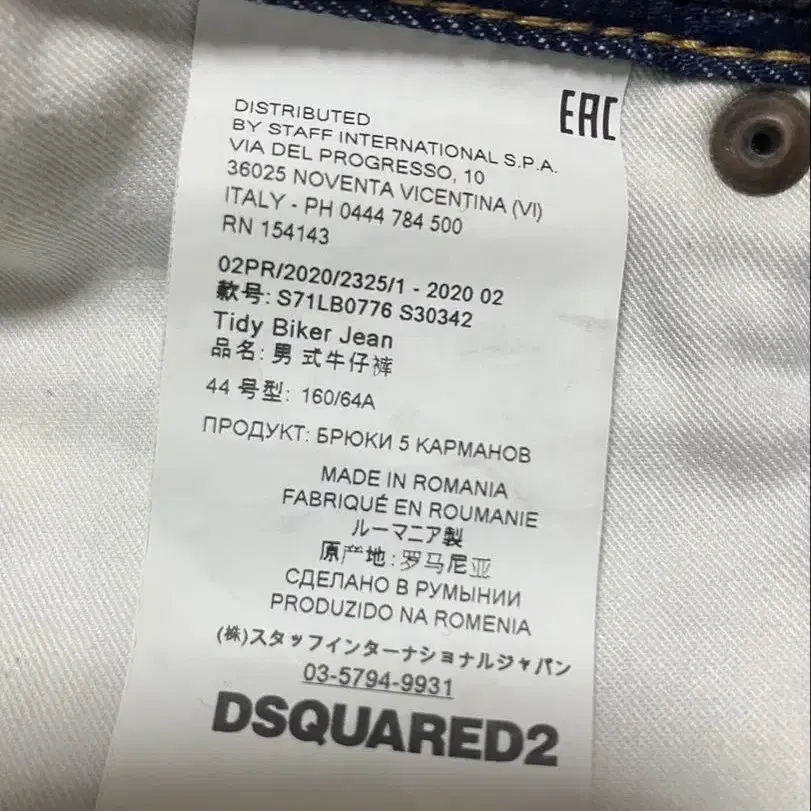 EAC
DISTRIBUTED
BY STAFF INTERNATIONAL S.P.A.
VIA DEL PROGRESSO, 10
36025 NOVENTA VICENTINA (VI)
ITALY - PH 0444 784 500
RN 154143
02PR/2020/2325/1 - 2020 02
款号: S71LB0776 S30342
Tidy Biker Jean
品名: 男式牛仔裤
44 号型: 160/64A
ПРОДУКТ: БРЮКИ 5 КАРМАНОВ
MADE IN ROMANIA
FABRIQUÉ EN ROUMANIE
ルーマニア製
原产地: 罗马尼亚
СДЕЛАНО В РУМЫНИИ
PRODUZIDO NA ROMENIA
(株)スタッフインターナショナルジャパン
03-5794-9931
DSQUARED2